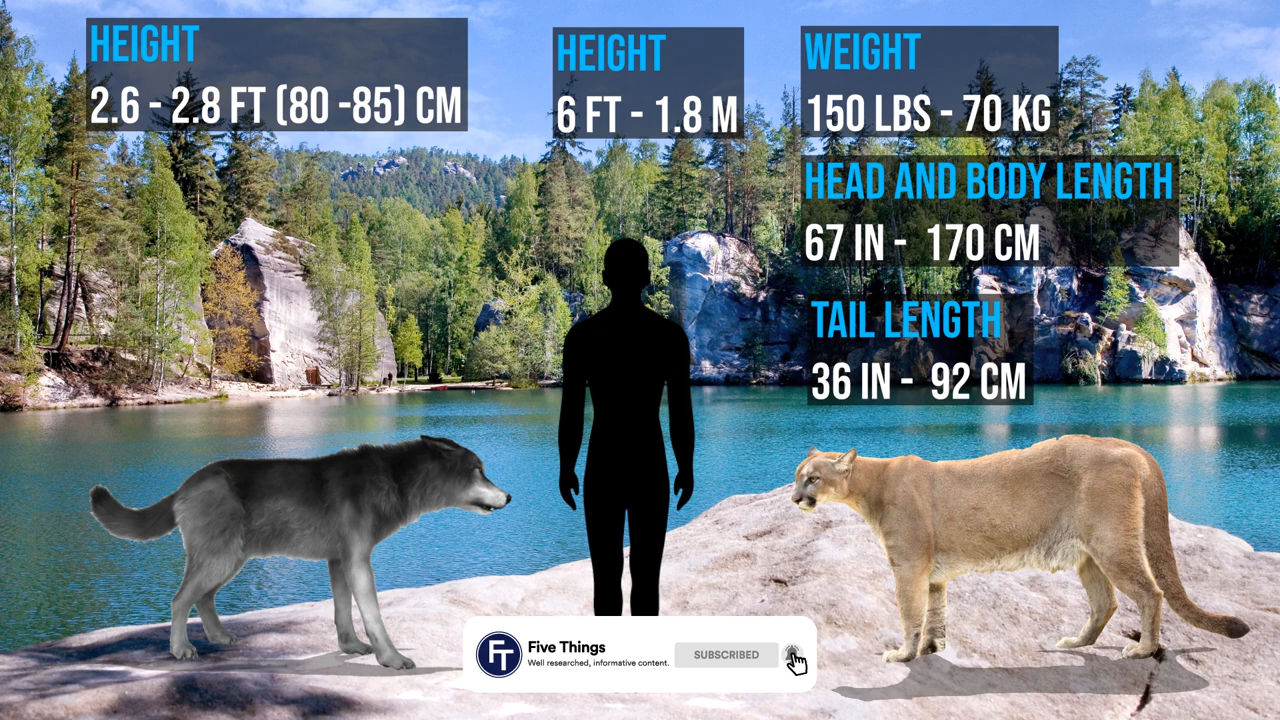 HEIGHT
2.6 - 2.8 FT (80 -85) CM
HEIGHT
6 FT - 1.8 M
WEIGHT
150 LBS - 70 KG
HEAD AND BODY LENGTH
67 IN - 170 CM
TAIL LENGTH
36 IN - 92 CM
FT
Five Things
Well researched, informative content.
SUBSCRIBED